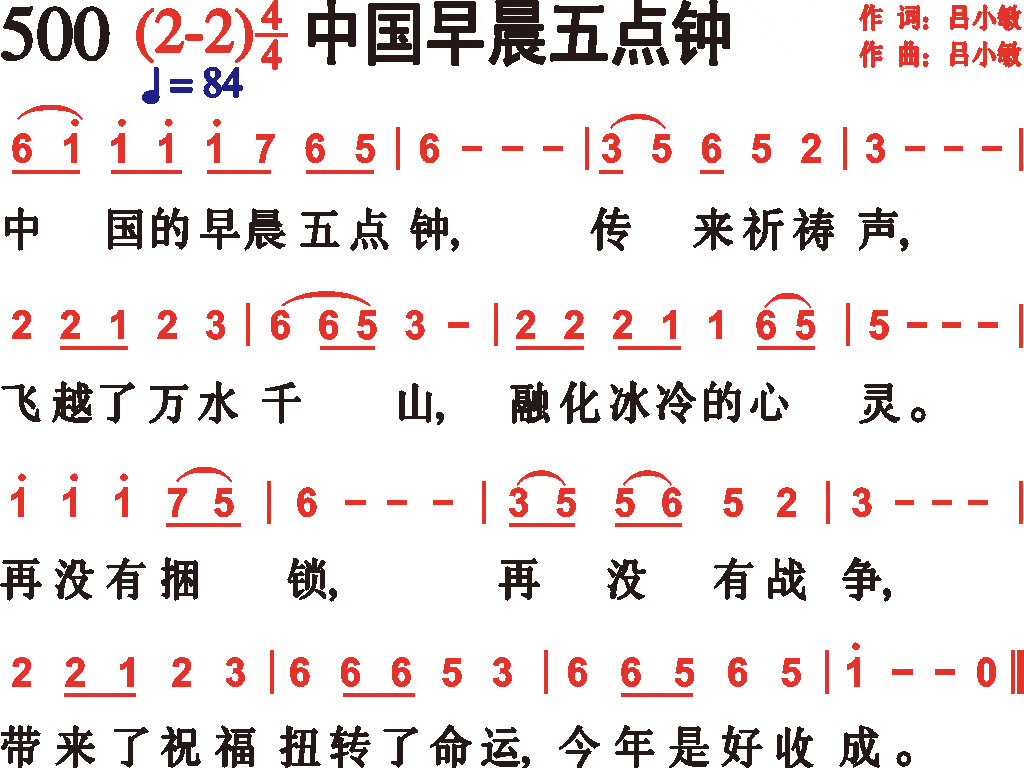 500 (2-2) 4/4 中国早晨五点钟 作 词：吕小敏
♩= 84 作 曲：吕小敏
6 i i i i 7 6 5 | 6 - - - | 3 5 6 5 2 | 3 - - - |
中 国的早晨五点 钟, 传 来祈祷 声,
2 2 1 2 3 | 6 6 5 3 - | 2 2 2 1 1 6 5 | 5 - - - |
飞越了万水千 山, 融化冰冷的心 灵。
i i i 7 5 | 6 - - - | 3 5 5 6 5 2 | 3 - - - |
再没有捆 锁, 再 没 有战 争,
2 2 1 2 3 | 6 6 6 5 3 | 6 6 5 6 5 | i - - 0 ‖
带来了祝福扭转了命运, 今年是好收 成。